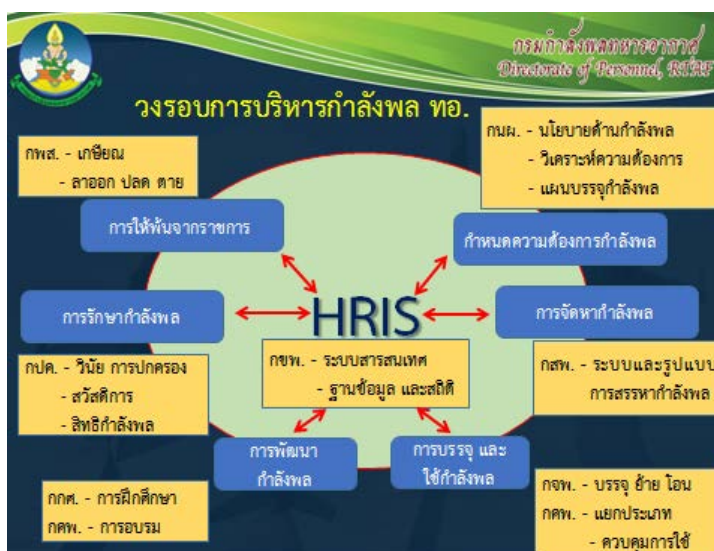 กรมกำลังพลทหารอากาศ
Directorate of Personnel, RTAF
วงรอบการบริหารกำลังพล ทอ.
กพส. - เกษียณ
- ลาออก ปลด ตาย
กนผ. - นโยบายด้านกำลังพล
- วิเคราะห์ความต้องการ
- แผนบรรจุกำลังพล
การให้พ้นจากราชการ
กำหนดความต้องการกำลังพล
การรักษากำลังพล
HRIS
การจัดหากำลังพล
กปค. - วินัย การปกครอง
- สวัสดิการ
- สิทธิกำลังพล
กขพ. - ระบบสารสนเทศ
- ฐานข้อมูล และสถิติ
กสพ. - ระบบและรูปแบบ
การสรรหากำลังพล
การพัฒนา
กำลังพล
การบรรจุ และ
ใช้กำลังพล
กกศ. - การฝึกศึกษา
กศพ. - การอบรม
กจพ. - บรรจุ ย้าย โอน
กศพ. - แยกประเภท
- ควบคุมการใช้